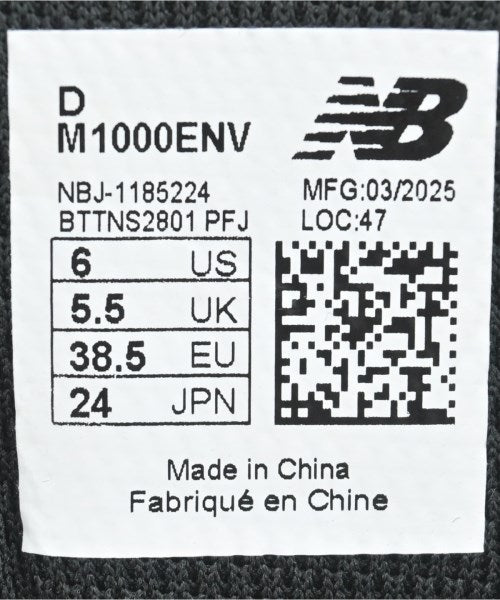 D
M1000ENV
NB
NBJ-1185224
BTTNS2801 PFJ
MFG:03/2025
LOC:47
6 US
5.5 UK
38.5 EU
24 JPN
Made in China
Fabriqué en Chine